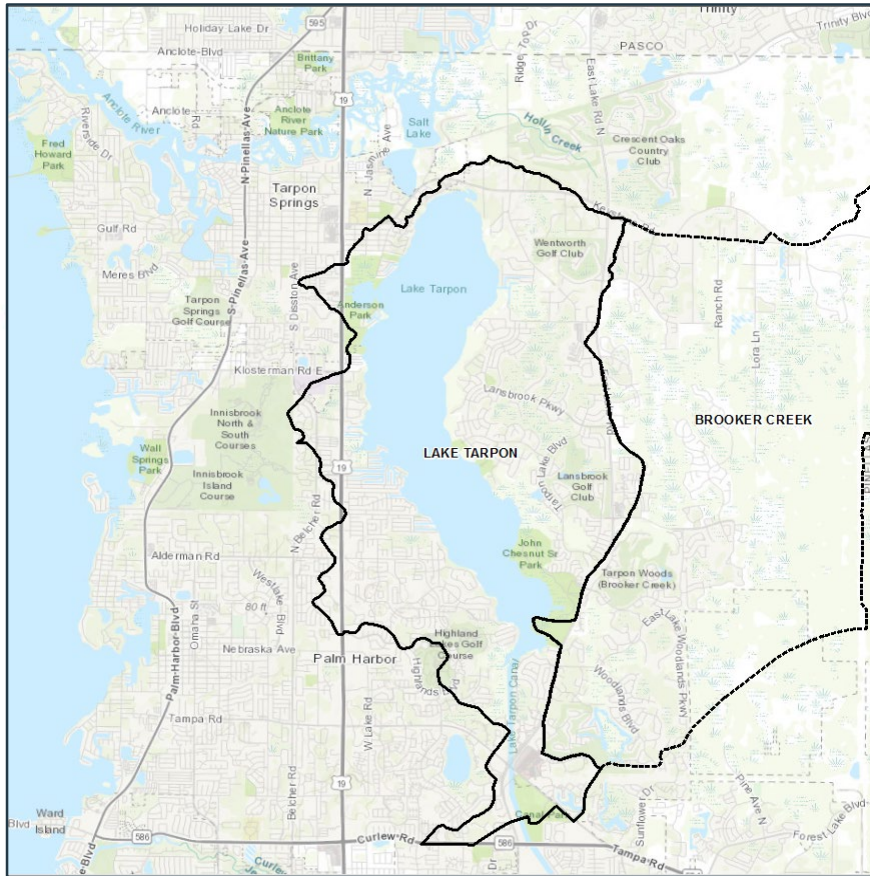 Holiday Lake Dr
595
Trinity
Trinity Blvd
Anclote-Blvd
PASCO
Brittany
Park
Ridge Top Dr
East Lake Rd N
Anclote River
Anclote
Rd
19
Anclote
River
Nature Park
Salt
Lake
Hollin Creek
Crescent Oaks
Country
Club
Fred
Howard
Park
Riverside Dr
N Pinellas Ave
N Jasmine Ave
Tarpon
Springs
Gulf Rd
Wentworth
Golf Club
Meres Blvd
S Disston Ave
Lake Tarpon
Ranch Rd
Tarpon
Springs
Golf Course
S-Pinellas-Ave
Anderson
Park
Lora Ln
Klosterman Rd E
Lansbrook Pkwy
Innisbrook
North &
South
Courses
BROOKER CREEK
Wall
Springs
Park
LAKE TARPON
19
Tarpon Lake Blvd
Innisbrook
Island
Course
Lansbrook
Golf
Club
N Belcher Rd
Alderman Rd
John
Chesnut Sr
Park
Tarpon Woods
(Brooker Creek)
Westlake Blvd
80 ft
Omaha St
Palm-Harbor-Blvd
Nebraska Ave
Highland
Lakes Golf
Course
East Lake Woodlands Pkwy
Palm Harbor
Lake Tarpon Canal
Woodlands Blvd
Tampa Rd
W Lake Rd
Belcher Rd
19
Sunflower Dr
Pine Ave N
Ward
Island
Blvd
586
Curlew Rd
586
Forest Lake Blvd
Tampa Rd
Dr